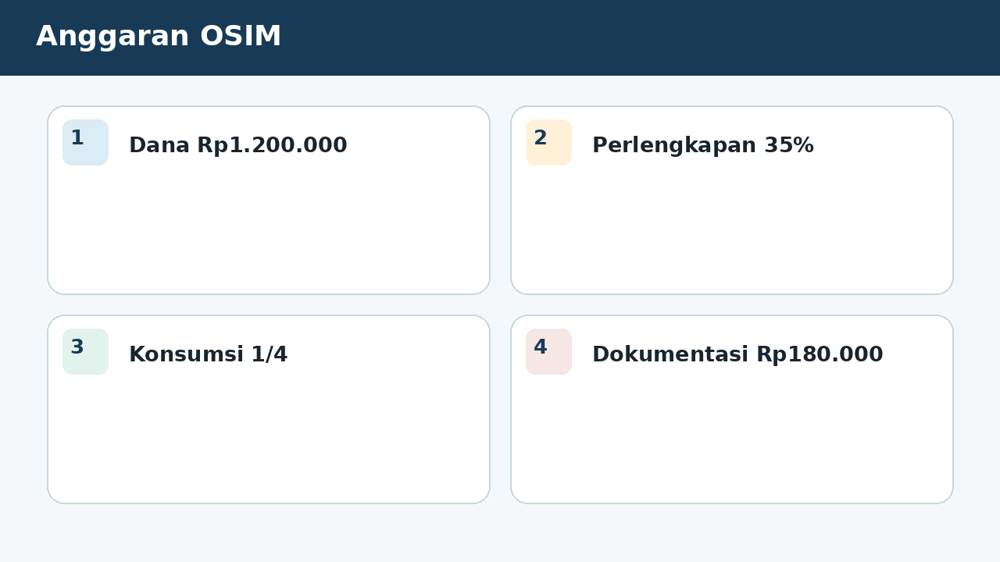 Anggaran OSIM
1
Dana Rp1.200.000
2
Perlengkapan 35%
3
Konsumsi 1/4
4
Dokumentasi Rp180.000